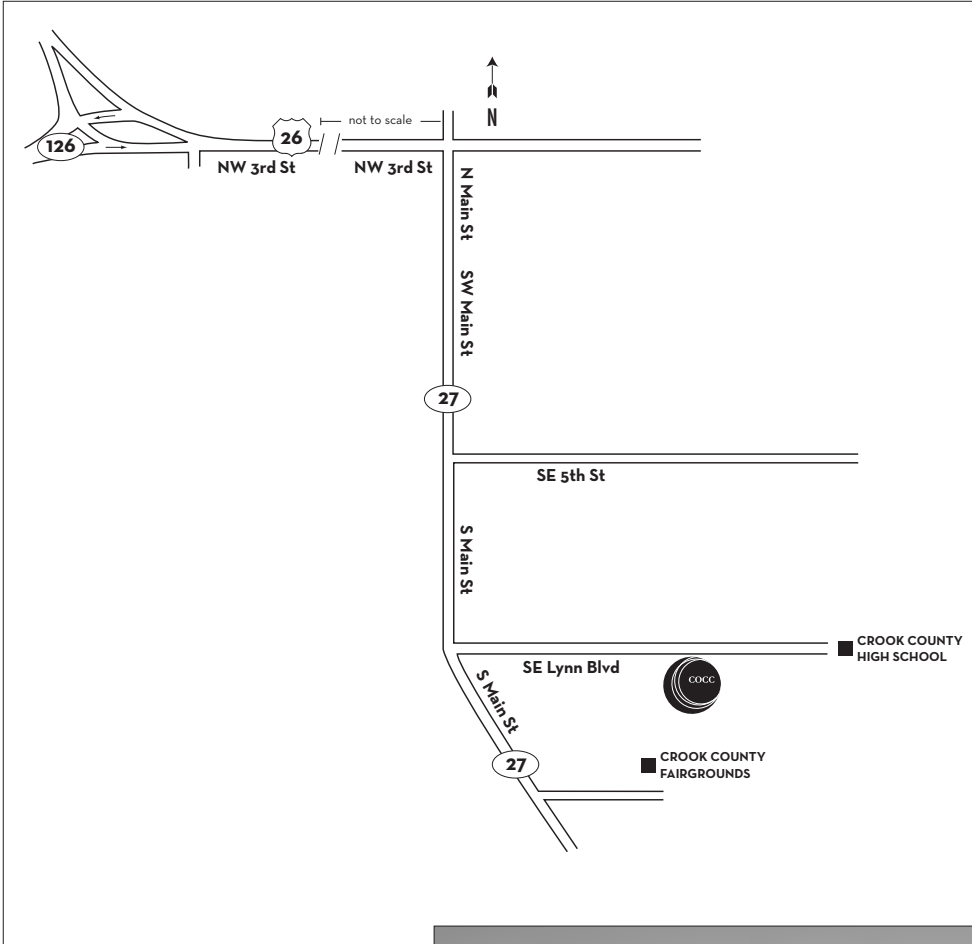 not to scale
N
26
126
NW 3rd St
NW 3rd St
N Main St
SW Main St
27
SE 5th St
S Main St
CROOK COUNTY
HIGH SCHOOL
SE Lynn Blvd
COCC
S Main St
27
CROOK COUNTY
FAIRGROUNDS